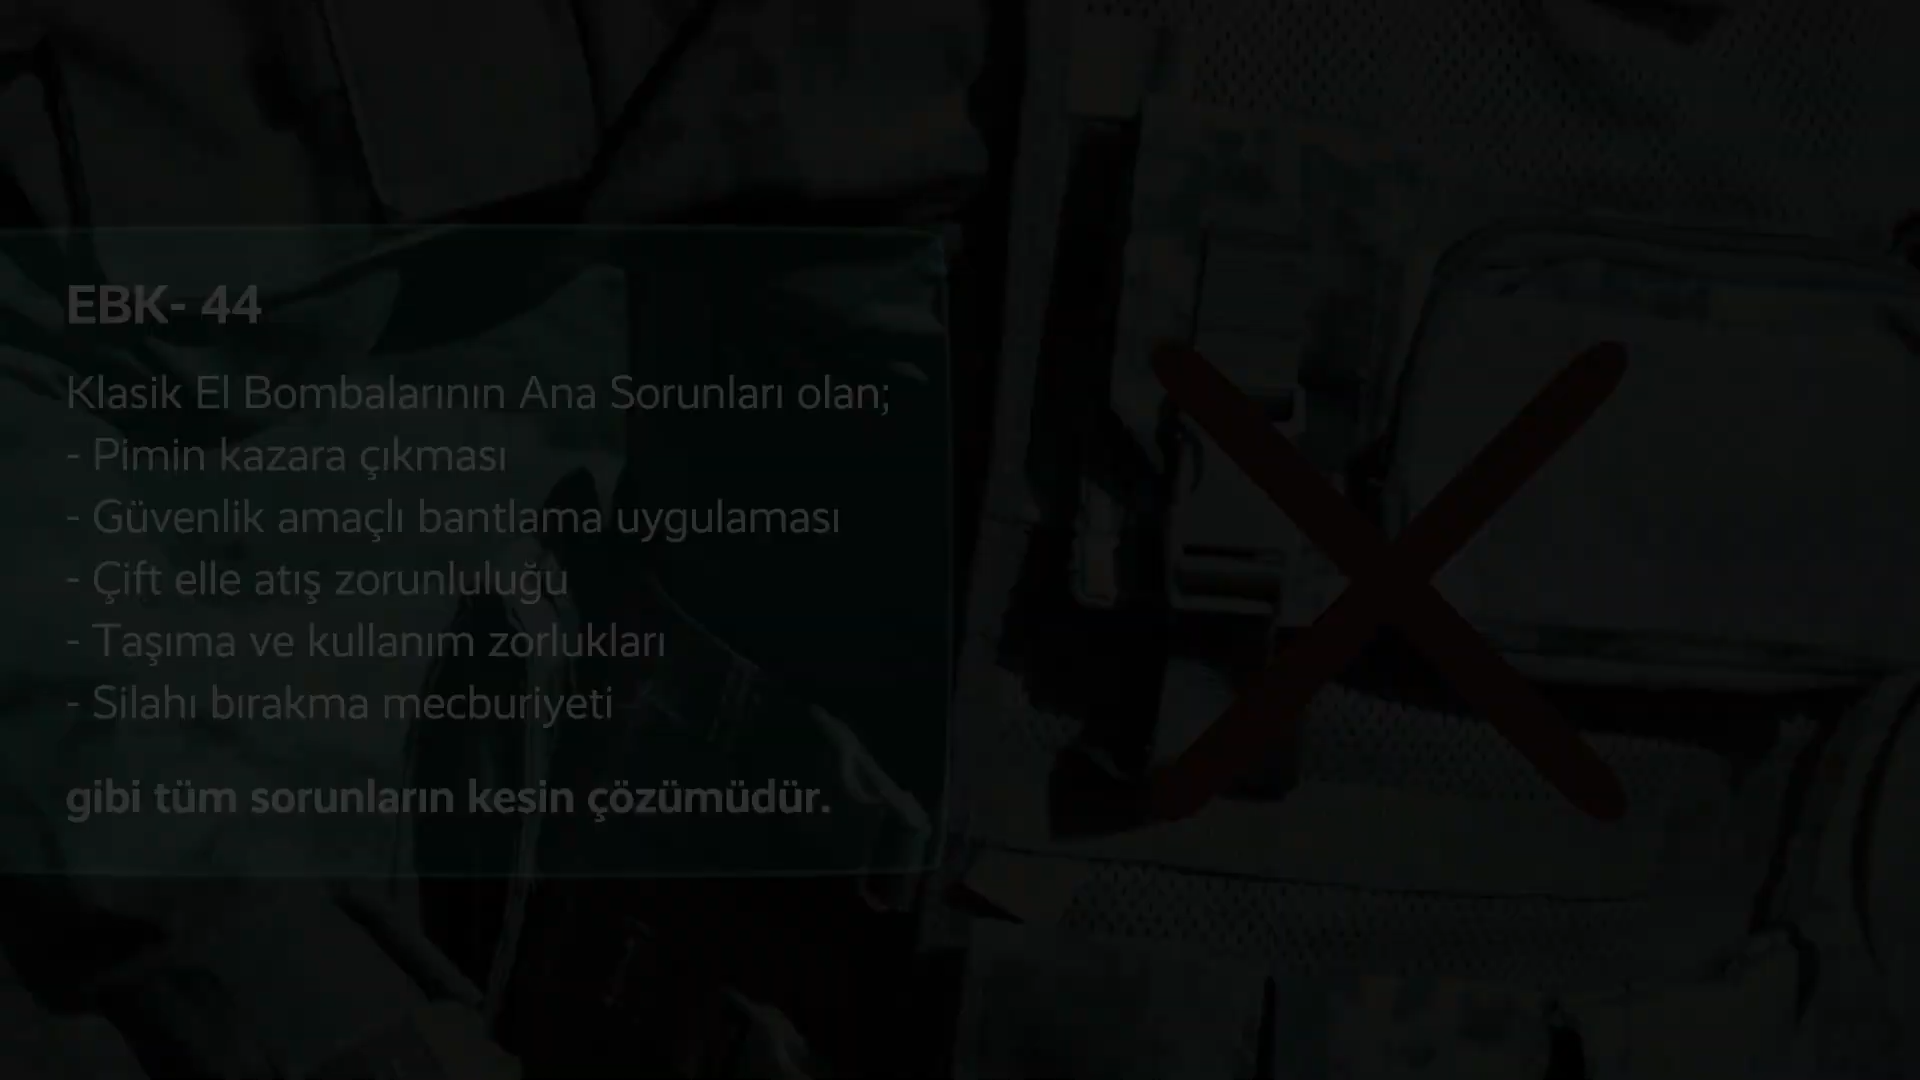 EBK- 44
Klasik El Bombalarının Ana Sorunları olan;
- Pimin kazara çıkması
- Güvenlik amaçlı bantlama uygulaması
- Çift elle atış zorunluluğu
- Taşıma ve kullanım zorlukları
- Silahı bırakma mecburiyeti
gibi tüm sorunların kesin çözümüdür.